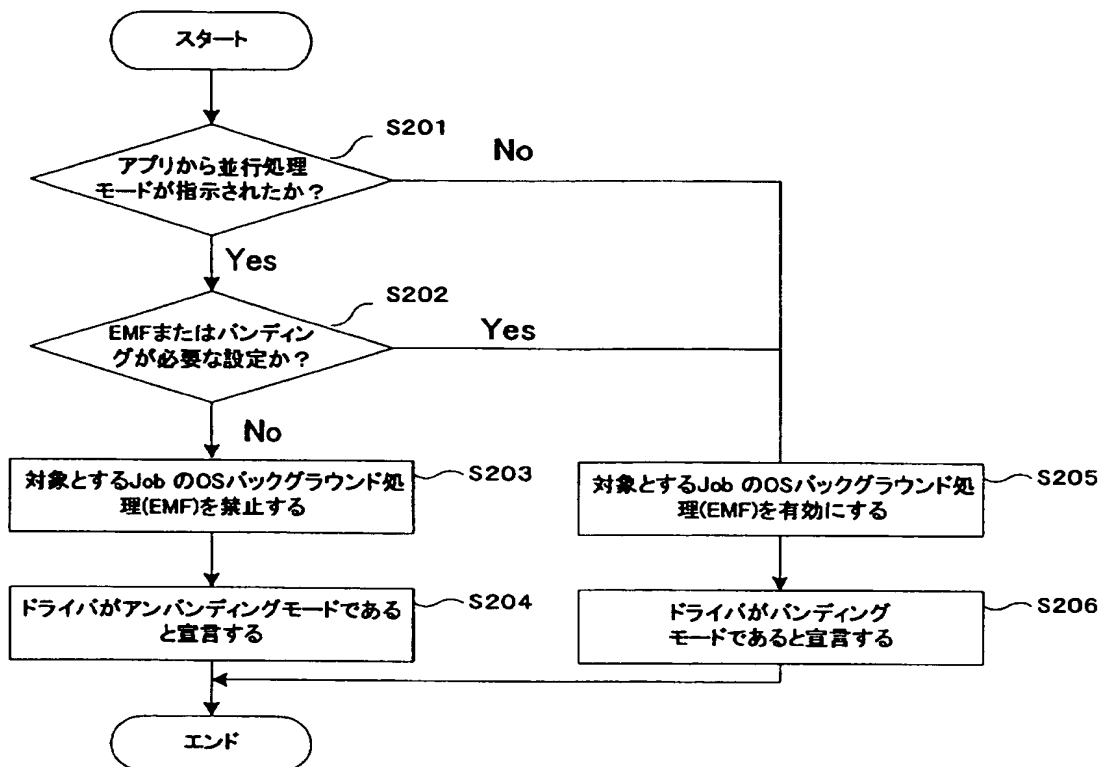 スタート
S201
アプリから並行処理
モードが指示されたか?
No
Yes
S202
EMFまたはバンディン
グが必要な設定か?
Yes
No
対象とするJob のOSバックグラウンド処
理(EMF)を禁止する
S203
対象とするJob のOSバックグラウンド処
理(EMF)を有効にする
S205
ドライバがアンバンディングモードである
と宣言する
S204
ドライバがバンディング
モードであると宣言する
S206
エンド